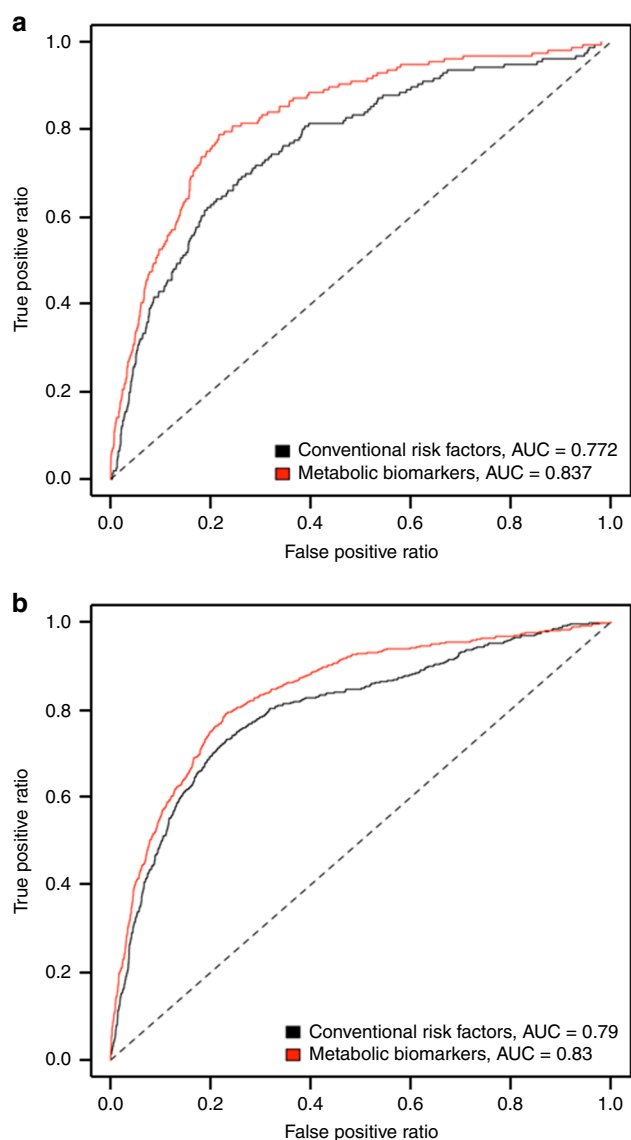 a
1.0
0.8
0.6
0.4
0.2
0.0
True positive ratio
Conventional risk factors, AUC = 0.772
Metabolic biomarkers, AUC = 0.837
0.0 0.2 0.4 0.6 0.8 1.0
False positive ratio
b
1.0
0.8
0.6
0.4
0.2
0.0
True positive ratio
Conventional risk factors, AUC = 0.79
Metabolic biomarkers, AUC = 0.83
0.0 0.2 0.4 0.6 0.8 1.0
False positive ratio